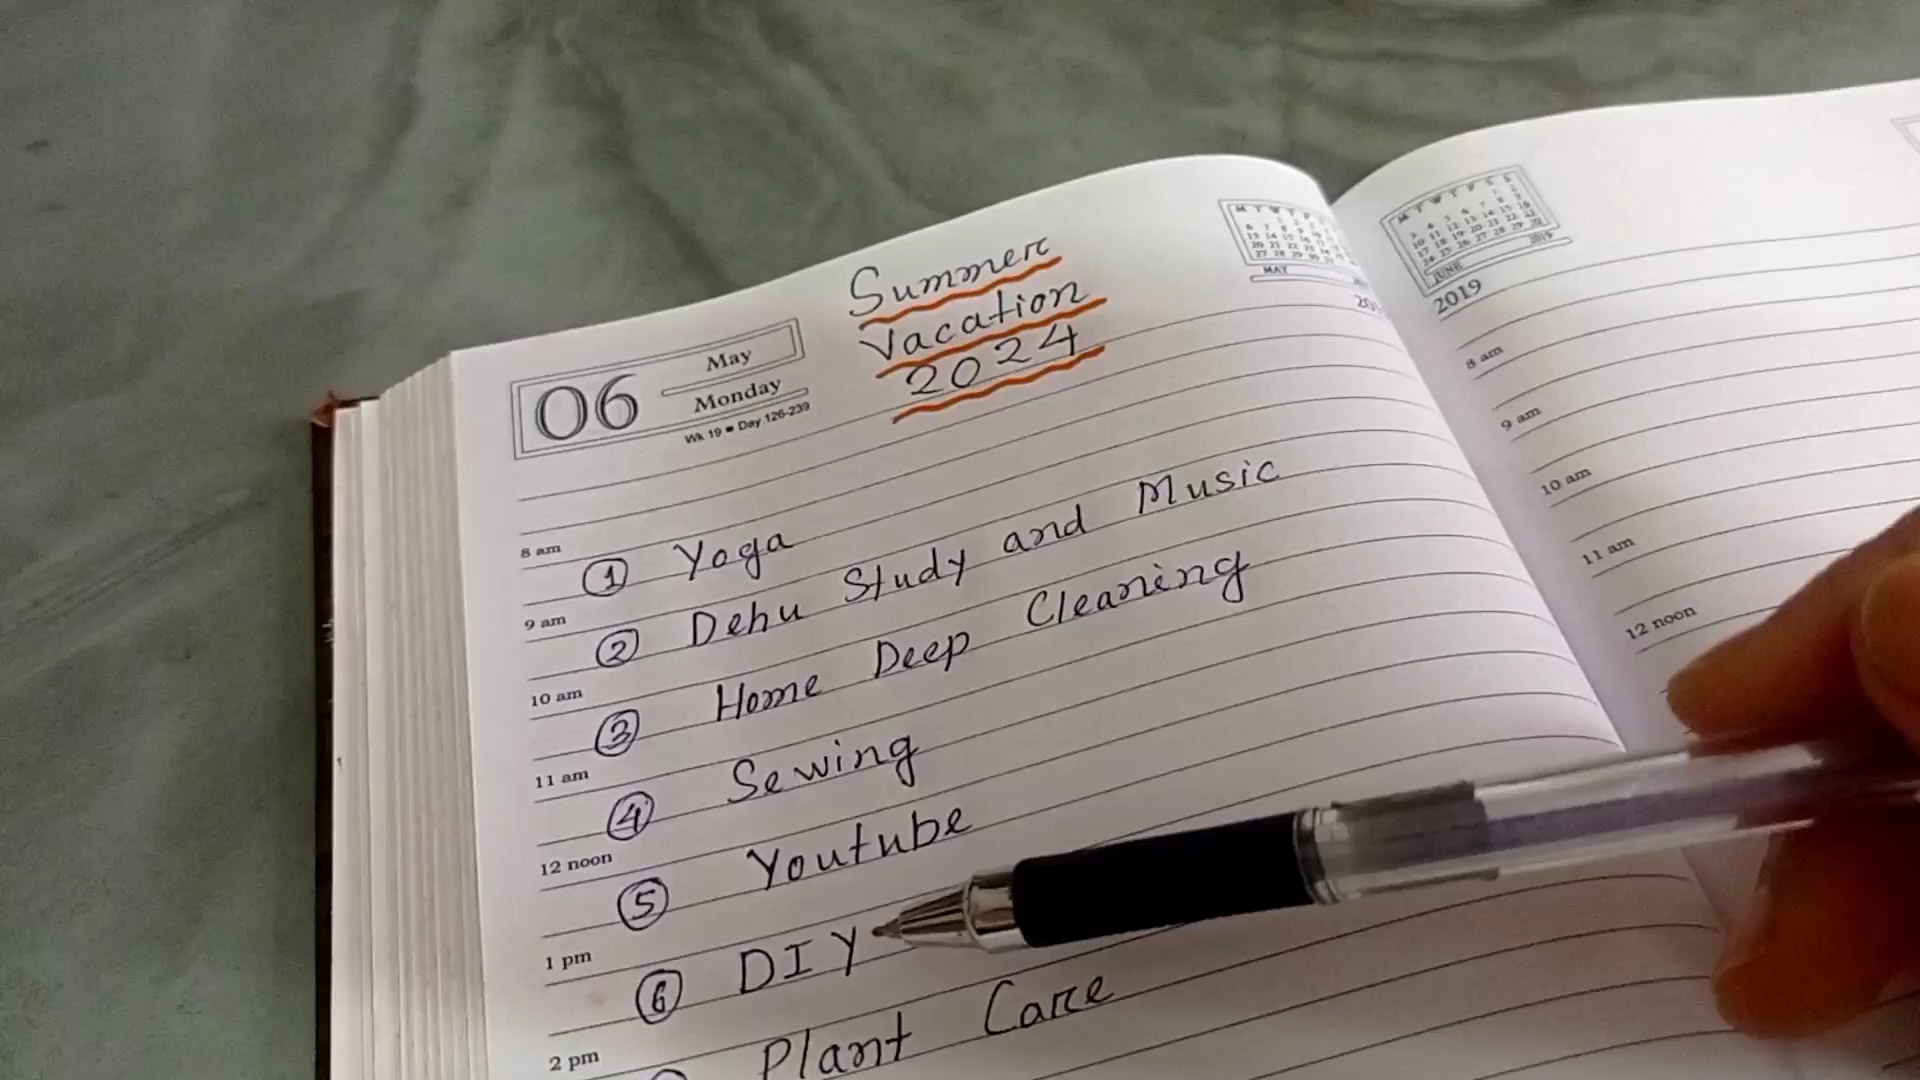 Summer
Vacation
2024
06
May
Monday
Wk 19 ▪ Day 126-239
MAY
8 am
① Yoga
9 am
② Dehu Study and Music
10 am
③ Home Deep Cleaning
11 am
④ Sewing
12 noon
⑤ Youtube
1 pm
⑥ DIY
2 pm
Plant Care
M T W T F S S
JUNE 2019
2019
8 am
9 am
10 am
11 am
12 noon